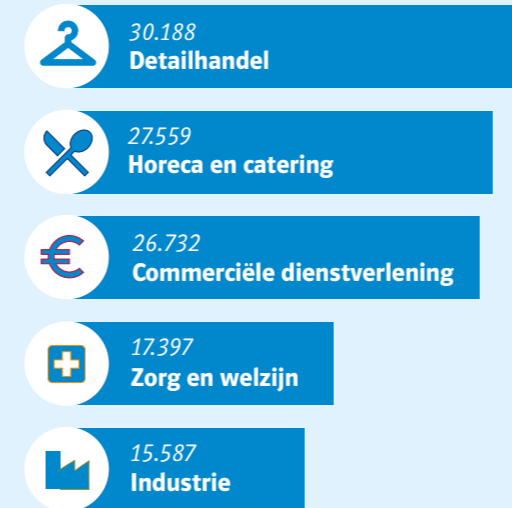 30.188
Detailhandel
27.559
Horeca en catering
26.732
Commerciële dienstverlening
17.397
Zorg en welzijn
15.587
Industrie